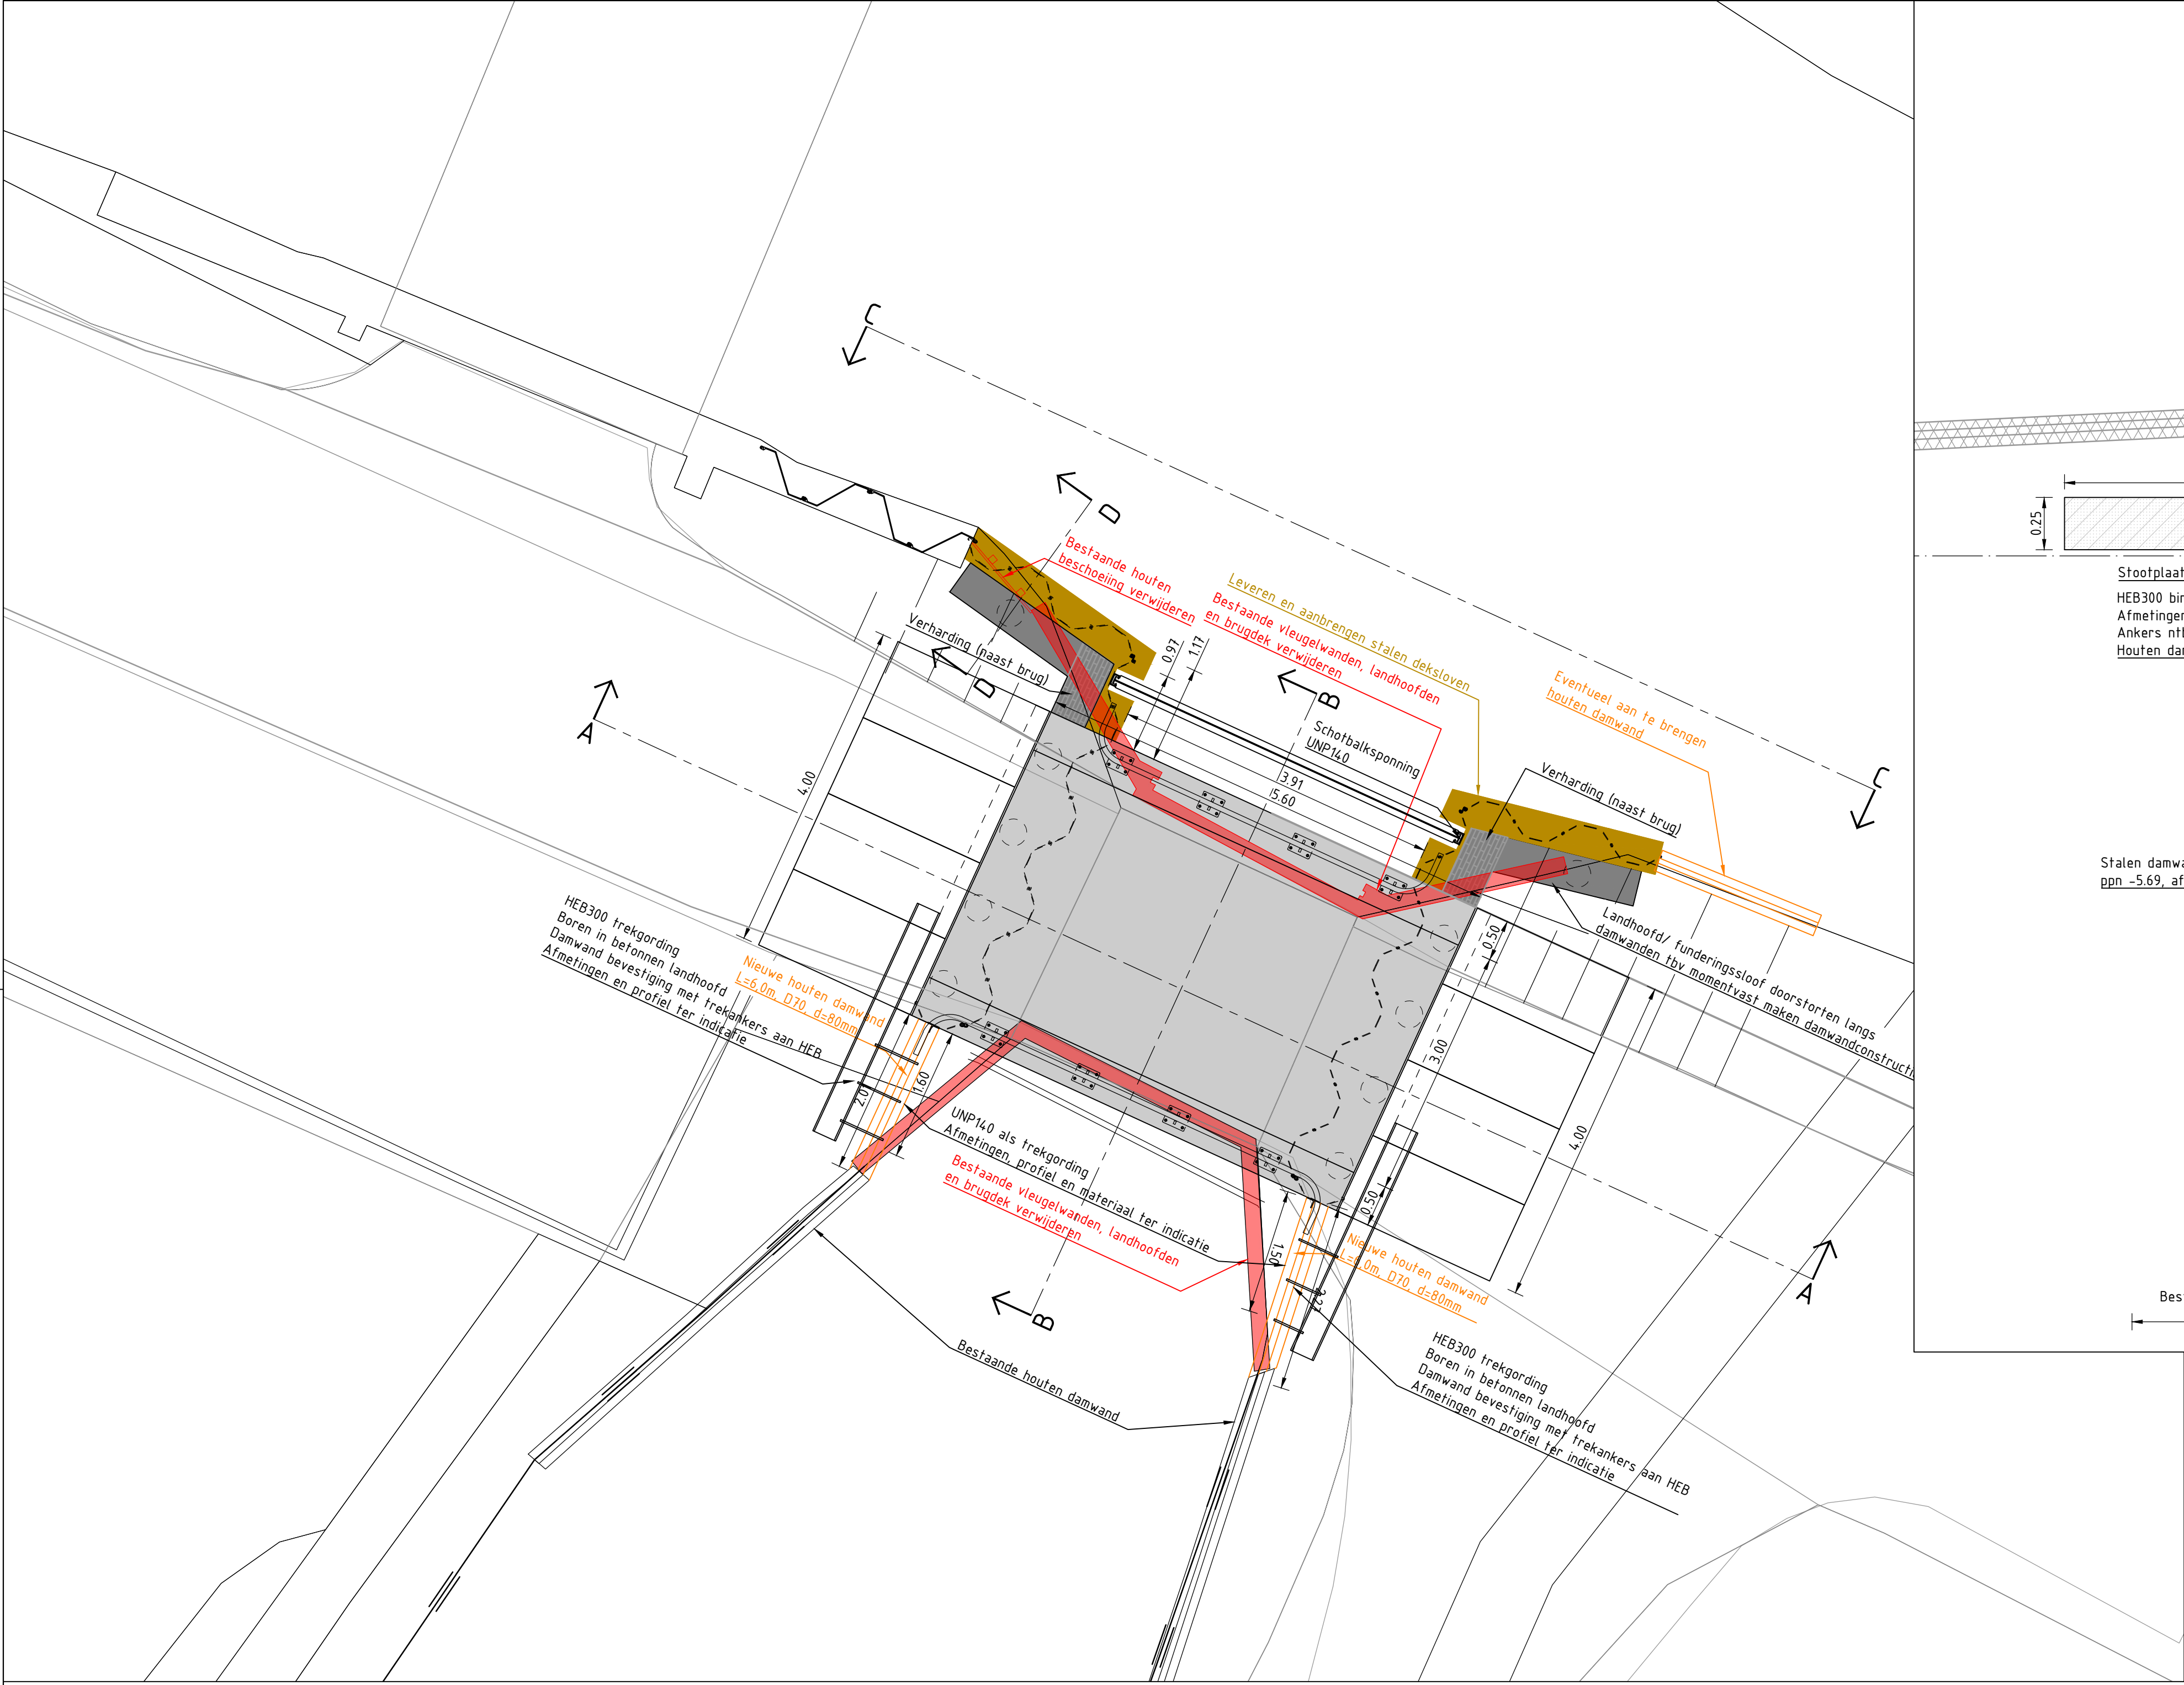 C
D
Bestaande houten
beschoeiing verwijderen
Leveren en aanbrengen stalen deksloven
Bestaande vleugelwanden, landhoofden
en brugdek verwijderen
Verharding (naast brug)
0.97
1.17
D
B
Schotbalksponning
UNP140
Eventueel aan te brengen
houten damwand
Verharding (naast brug)
C
A
4.00
3.91
5.60
HEB300 trekgording
Boren in betonnen landhoofd
Damwand bevestiging met trekankers aan HEB
Afmetingen en profiel ter indicatie
Nieuwe houten damwand
L=6,0m, D70, d=80mm
Landhoofd/ funderingssloof doorstorten langs
damwanden tbv momentvast maken damwandconstructi
0.50
3.00
4.00
0.50
1.60
UNP140 als trekgording
Afmetingen, profiel en materiaal ter indicatie
Bestaande vleugelwanden, landhoofden
en brugdek verwijderen
1.50
Nieuwe houten damwand
L=6,0m, D70, d=80mm
A
B
Bestaande houten damwand
HEB300 trekgording
Boren in betonnen landhoofd
Damwand bevestiging met trekankers aan HEB
Afmetingen en profiel ter indicatie
0.25
Stootplaat
HEB300 bin
Afmetingen
Ankers nt
Houten da
Stalen damwa
ppn -5.69, af
Bes